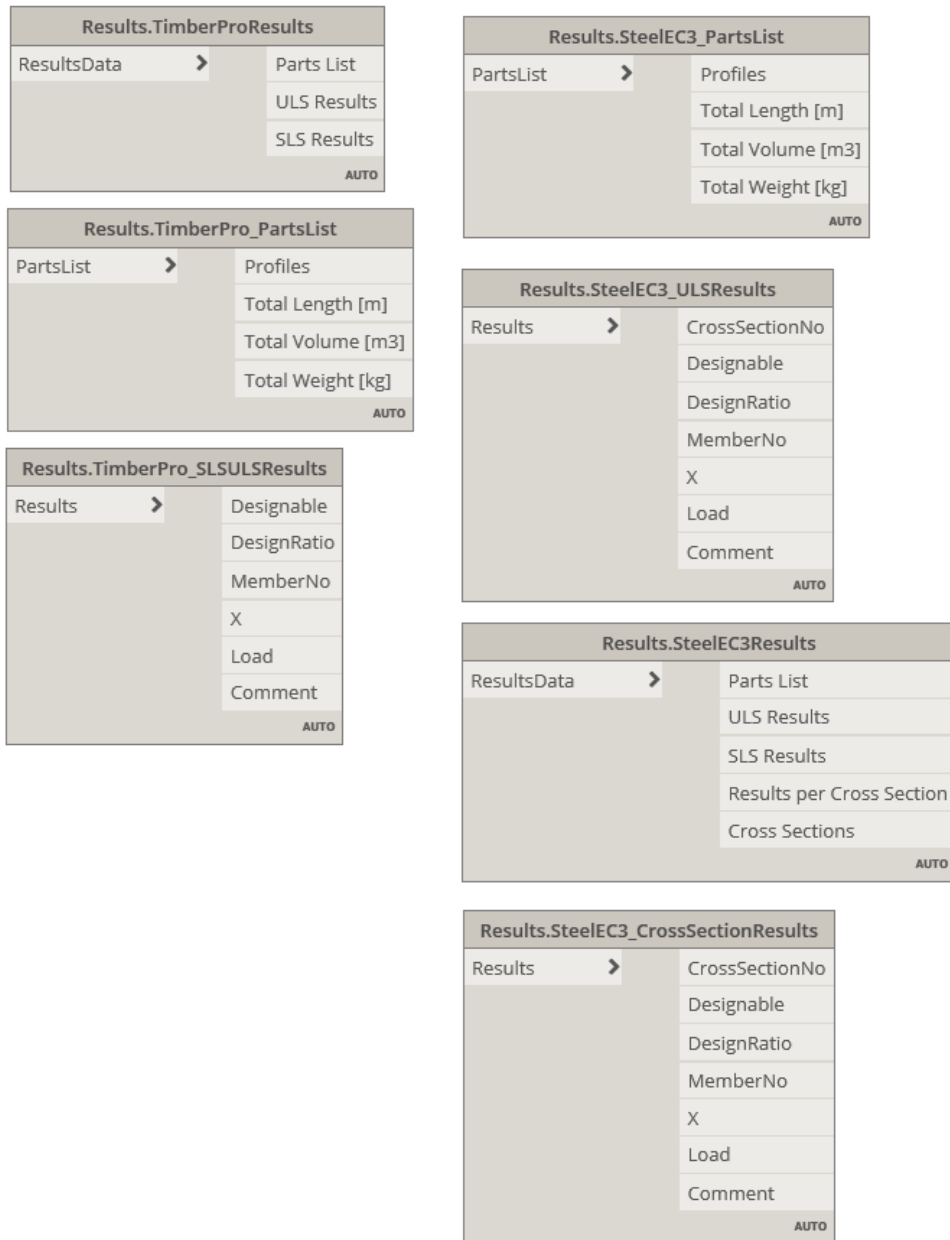 Results.TimberProResults
ResultsData
Parts List
ULS Results
SLS Results
AUTO
Results.TimberPro_PartsList
PartsList
Profiles
Total Length [m]
Total Volume [m3]
Total Weight [kg]
AUTO
Results.TimberPro_SLSULSResults
Results
Designable
DesignRatio
MemberNo
X
Load
Comment
AUTO
Results.SteelEC3_PartsList
PartsList
Profiles
Total Length [m]
Total Volume [m3]
Total Weight [kg]
AUTO
Results.SteelEC3_ULSResults
Results
CrossSectionNo
Designable
DesignRatio
MemberNo
X
Load
Comment
AUTO
Results.SteelEC3Results
ResultsData
Parts List
ULS Results
SLS Results
Results per Cross Section
Cross Sections
AUTO
Results.SteelEC3_CrossSectionResults
Results
CrossSectionNo
Designable
DesignRatio
MemberNo
X
Load
Comment
AUTO